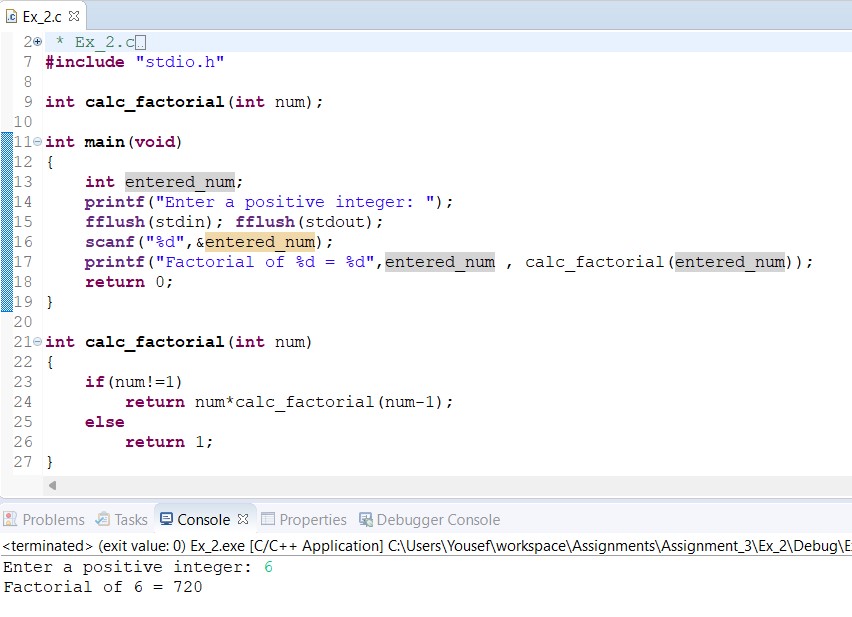 Ex_2.c
2 * Ex_2.c
7 #include "stdio.h"
8
9 int calc_factorial(int num);
10
11 int main(void)
12 {
13     int entered_num;
14     printf("Enter a positive integer: ");
15     fflush(stdin); fflush(stdout);
16     scanf("%d",&entered_num);
17     printf("Factorial of %d = %d",entered_num , calc_factorial(entered_num));
18     return 0;
19 }
20
21 int calc_factorial(int num)
22 {
23     if(num!=1)
24         return num*calc_factorial(num-1);
25     else
26         return 1;
27 }
Problems Tasks Console Properties Debugger Console
<terminated> (exit value: 0) Ex_2.exe [C/C++ Application] C:\Users\Yousef\workspace\Assignments\Assignment_3\Ex_2\Debug\E
Enter a positive integer: 6
Factorial of 6 = 720